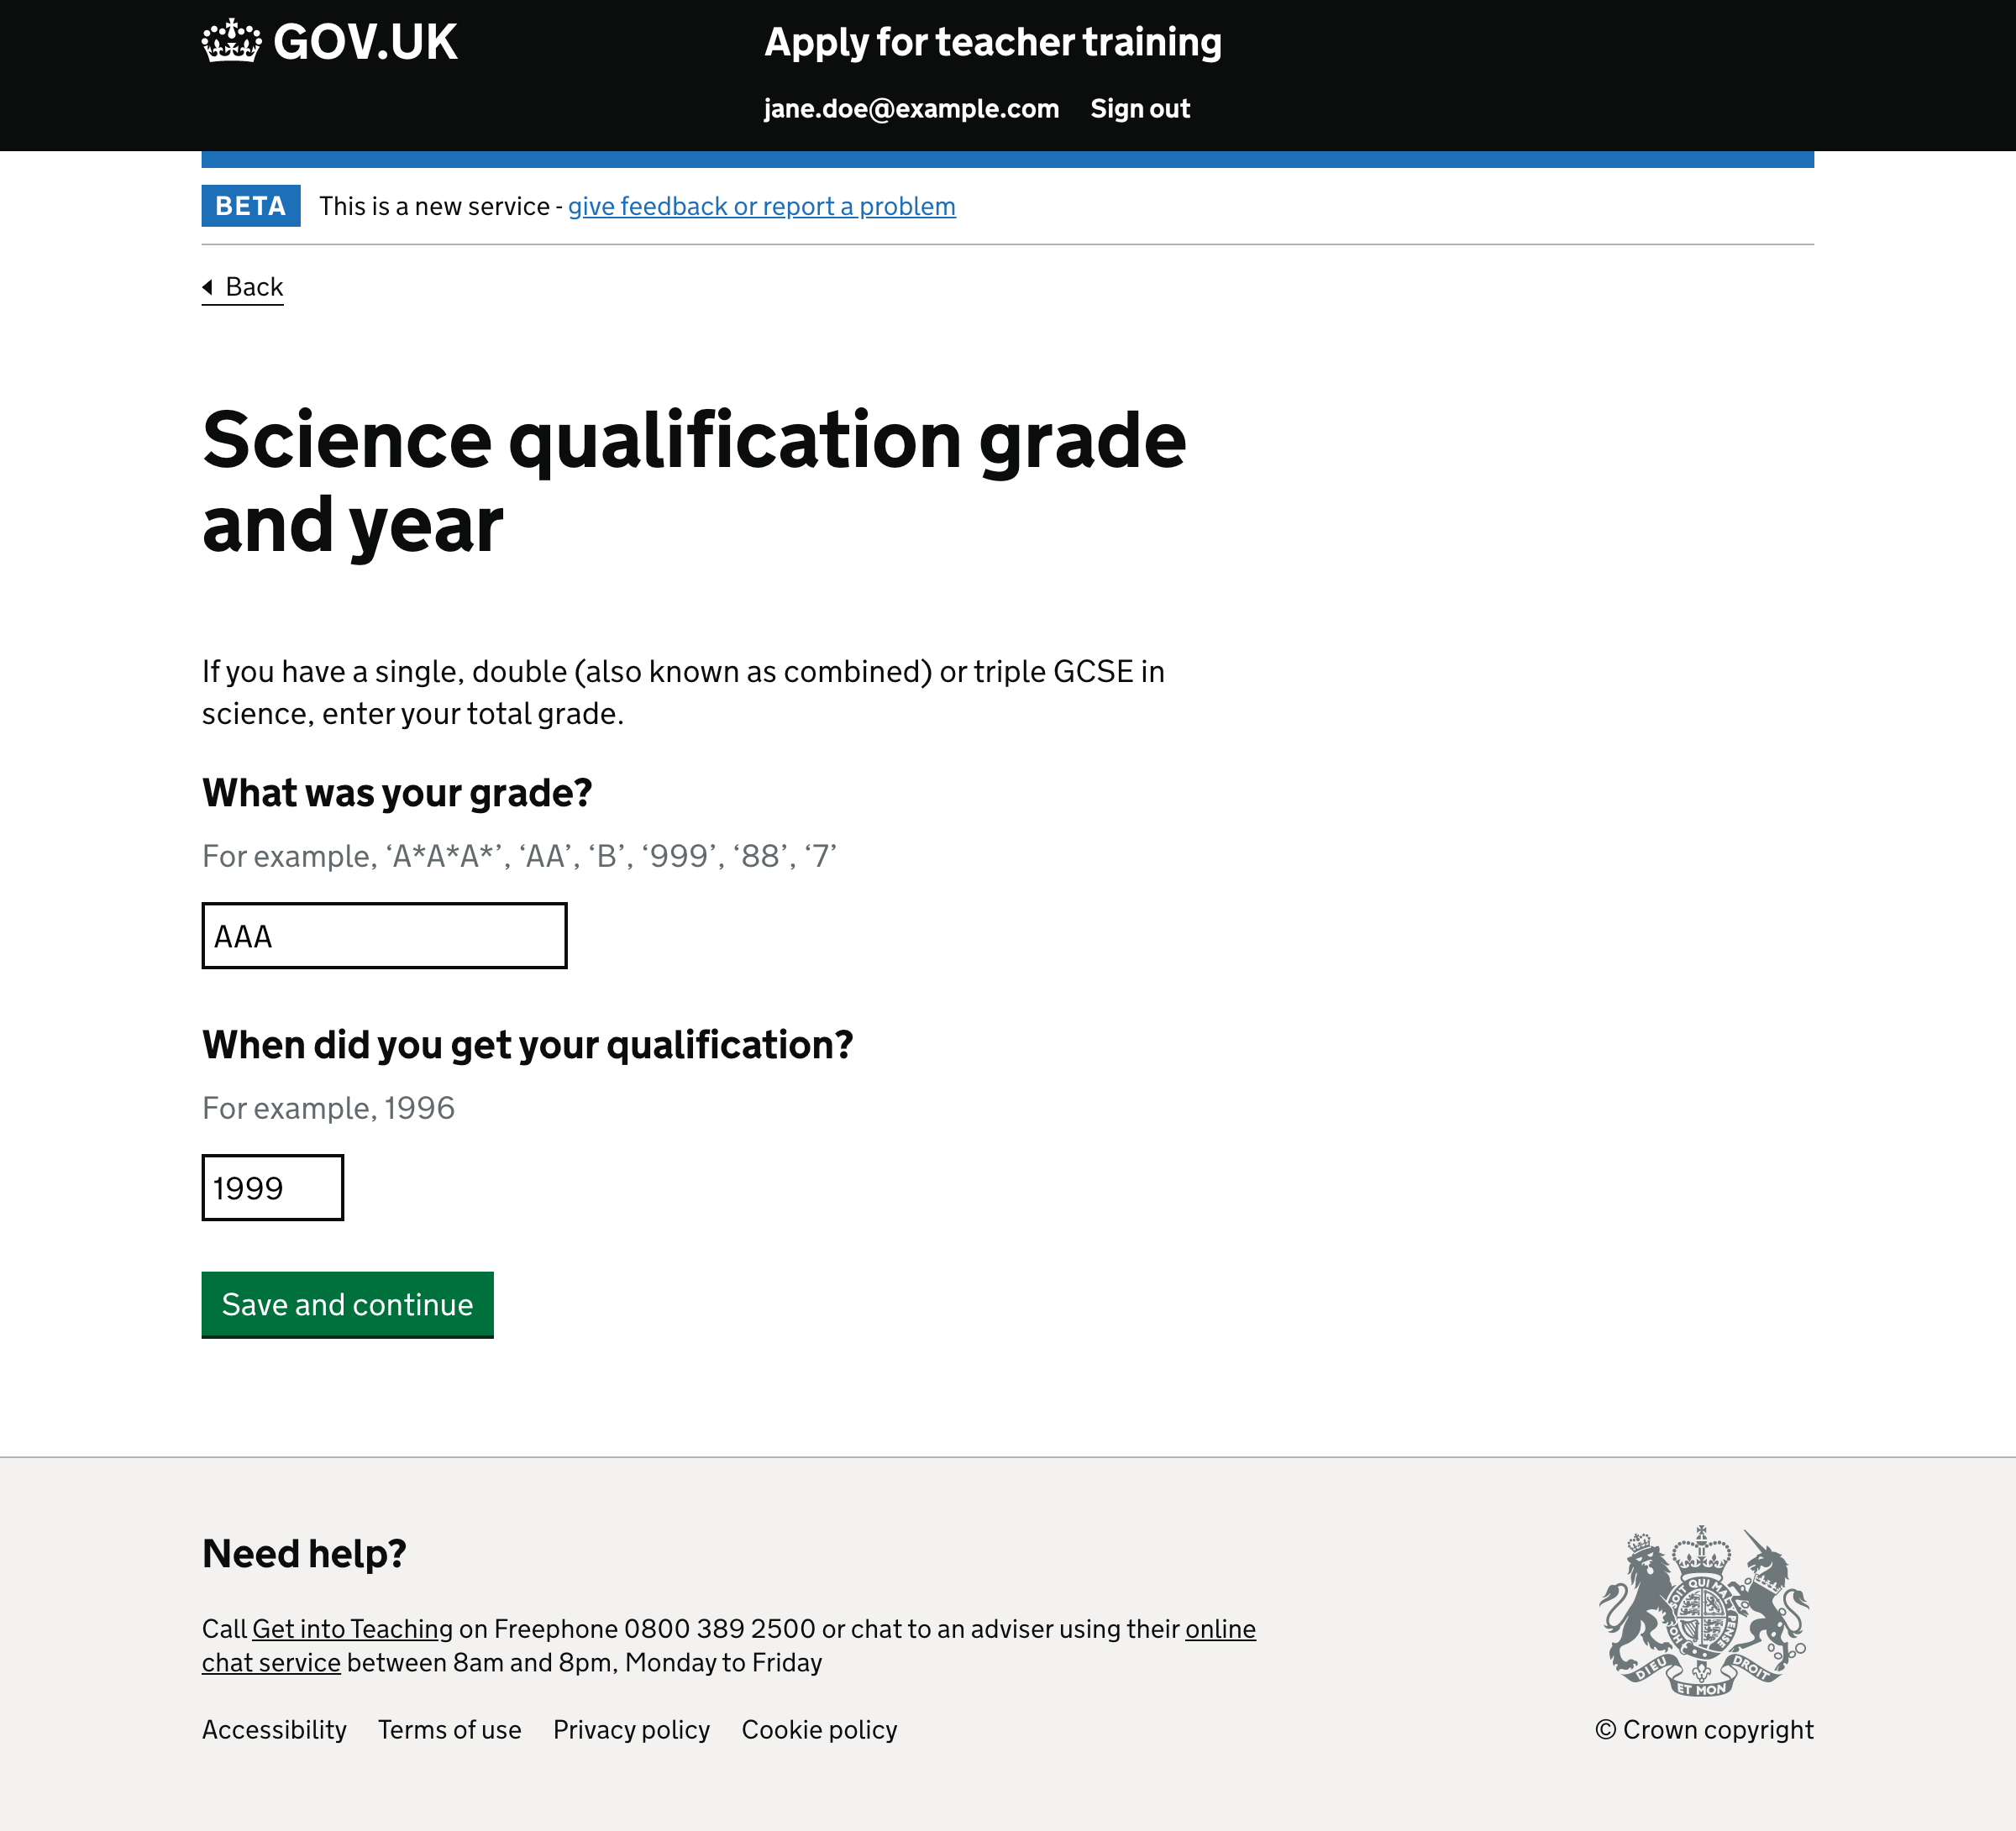 GOV.UK
Apply for teacher training
jane.doe@example.com Sign out
BETA This is a new service - give feedback or report a problem
Back
Science qualification grade
and year
If you have a single, double (also known as combined) or triple GCSE in
science, enter your total grade.
What was your grade?
For example, ‘A*A*A*’, ‘AA’, ‘B’, ‘999’, ‘88’, ‘7’
AAA
When did you get your qualification?
For example, 1996
1999
Save and continue
Need help?
Call Get into Teaching on Freephone 0800 389 2500 or chat to an adviser using their online
chat service between 8am and 8pm, Monday to Friday
Accessibility Terms of use Privacy policy Cookie policy
DIEU ET MON DROIT
© Crown copyright